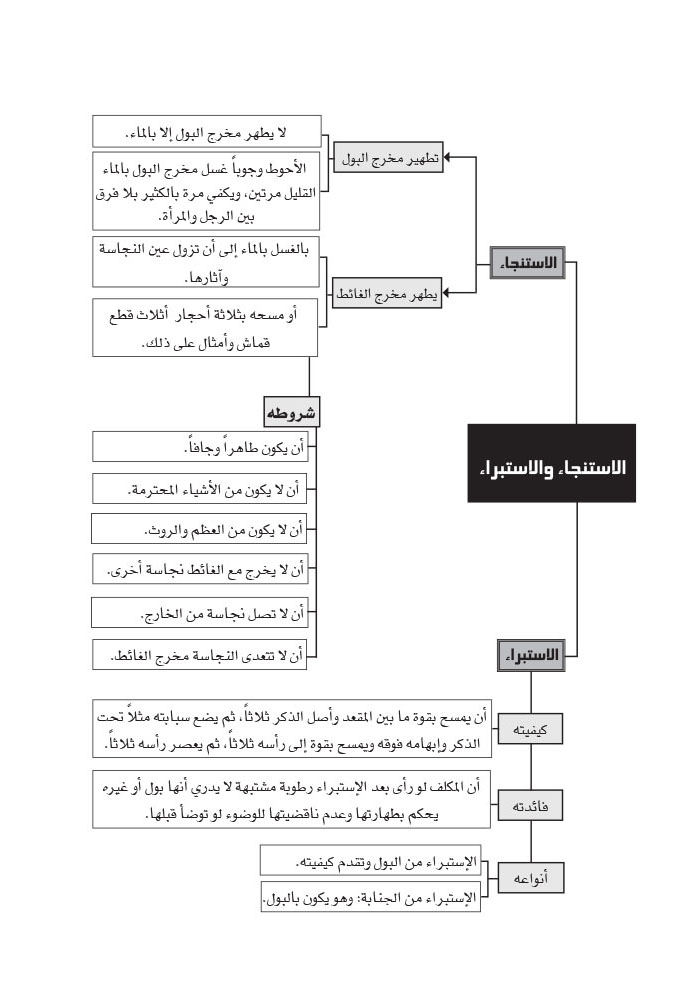 الاستنجاء والاستبراء
الاستنجاء
تطهير مخرج البول
لا يطهر مخرج البول إلا بالماء.
الأحوط وجوباً غسل مخرج البول بالماء
القليل مرتين، ويكفي مرة بالكثير بلا فرق
بين الرجل والمرأة.
يطهر مخرج الغائط
بالغسل بالماء إلى أن تزول عين النجاسة
وآثارها.
أو مسحه بثلاثة أحجار أثلاث قطع
قماش وأمثال على ذلك.
شروطه
أن يكون طاهراً وجافاً.
أن لا يكون من الأشياء المحترمة.
أن لا يكون من العظم والروث.
أن لا يخرج مع الغائط نجاسة أخرى.
أن لا تصل نجاسة من الخارج.
أن لا تتعدى النجاسة مخرج الغائط.
الاستبراء
كيفيته
أن يمسح بقوة ما بين المقعد وأصل الذكر ثلاثاً، ثم يضع سبابته مثلاً تحت
الذكر وإبهامه فوقه ويمسح بقوة إلى رأسه ثلاثاً، ثم يعصر رأسه ثلاثاً.
فائدته
أن المكلف لو رأى بعد الإستبراء رطوبة مشتبهة لا يدري أنها بول أو غيره
يحكم بطهارتها وعدم ناقضيتها للوضوء لو توضأ قبلها.
أنواعه
الإستبراء من البول وتقدم كيفيته.
الإستبراء من الجنابة: وهو يكون بالبول.